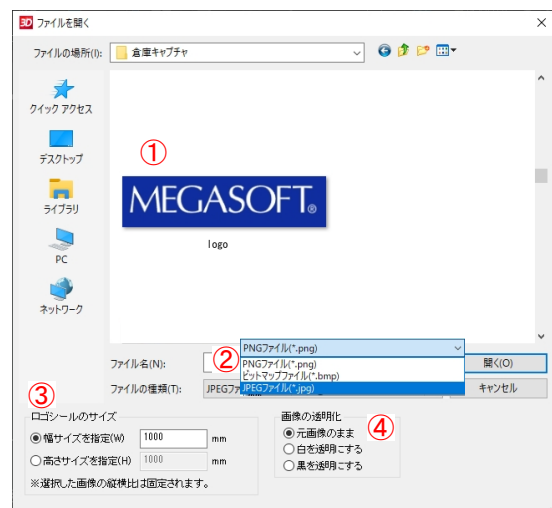 3D ファイルを開く
ファイルの場所(I): 倉庫キャプチャ
クイック アクセス
デスクトップ
ライブラリ
PC
ネットワーク
①
MEGASOFT®
logo
②
PNGファイル(*.png)
PNGファイル(*.png)
ビットマップファイル(*.bmp)
JPEGファイル(*.jpg)
ファイル名(N):
開く(O)
ファイルの種類(T): JPEGファ
キャンセル
③
ロゴシールのサイズ
幅サイズを指定(W) 1000 mm
高さサイズを指定(H) 1000 mm
※選択した画像の縦横比は固定されます。
画像の透明化
④
元画像のまま
白を透明にする
黒を透明にする